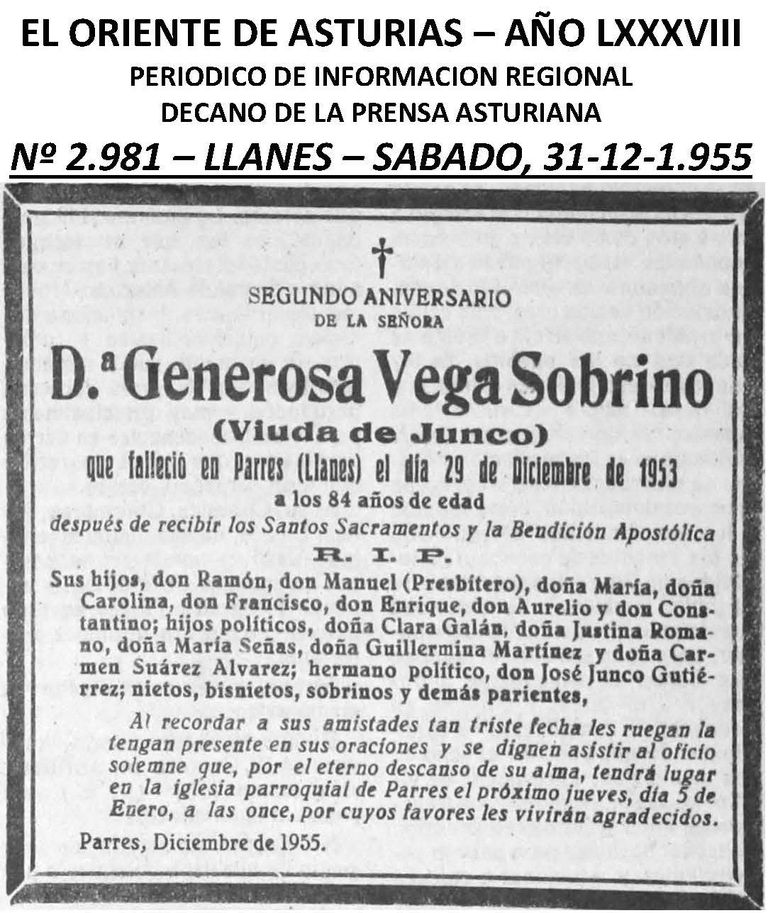 EL ORIENTE DE ASTURIAS – AÑO LXXXVIII
PERIODICO DE INFORMACION REGIONAL
DECANO DE LA PRENSA ASTURIANA
Nº 2.981 – LLANES – SABADO, 31-12-1.955
SEGUNDO ANIVERSARIO
DE LA SEÑORA
D.ª Generosa Vega Sobrino
(Viuda de Junco)
que falleció en Parres (Llanes) el día 29 de Diciembre de 1953
a los 84 años de edad
después de recibir los Santos Sacramentos y la Bendición Apostólica
R. I. P.
Sus hijos, don Ramón, don Manuel (Presbítero), doña María, doña
Carolina, don Francisco, don Enrique, don Aurelio y don Cons-
tantino; hijos políticos, doña Clara Galán, doña Justina Roma-
no, doña María Señas, doña Guillermina Martínez y doña Car-
men Suárez Alvarez; hermano político, don José Junco Gutié-
rrez; nietos, bisnietos, sobrinos y demás parientes,
Al recordar a sus amistades tan triste fecha les ruegan la
tengan presente en sus oraciones y se dignen asistir al oficio
solemne que, por el eterno descanso de su alma, tendrá lugar
en la iglesia parroquial de Parres el próximo jueves, día 5 de
Enero, a las once, por cuyos favores les vivirán agradecidos.
Parres, Diciembre de 1955.